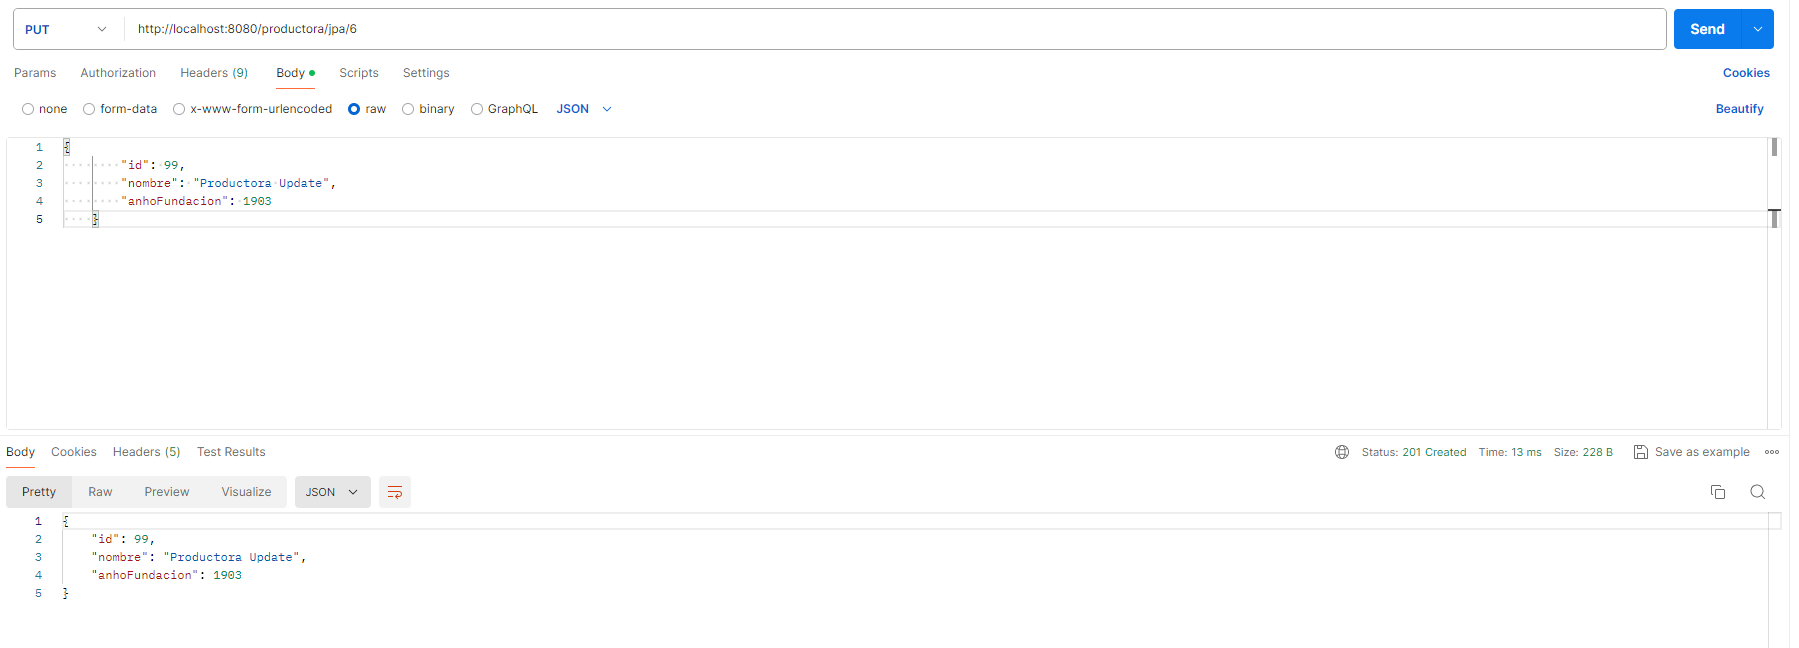 PUT http://localhost:8080/productora/jpa/6 Send
Params Authorization Headers (9) Body Scripts Settings Cookies
none form-data x-www-form-urlencoded raw binary GraphQL JSON Beautify
1 {
2 "id": 99,
3 "nombre": "Productora Update",
4 "anhoFundacion": 1903
5 }
Body Cookies Headers (5) Test Results Status: 201 Created Time: 13 ms Size: 228 B Save as example
Pretty Raw Preview Visualize JSON
1 {
2 "id": 99,
3 "nombre": "Productora Update",
4 "anhoFundacion": 1903
5 }